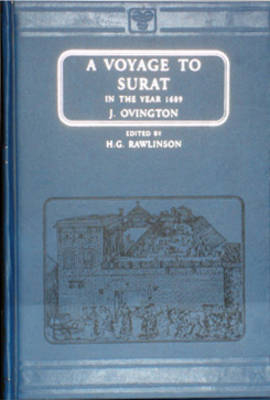 A VOYAGE TO
SURAT
IN THE YEAR 1689
J. OVINGTON
EDITED BY
H.G. RAWLINSON